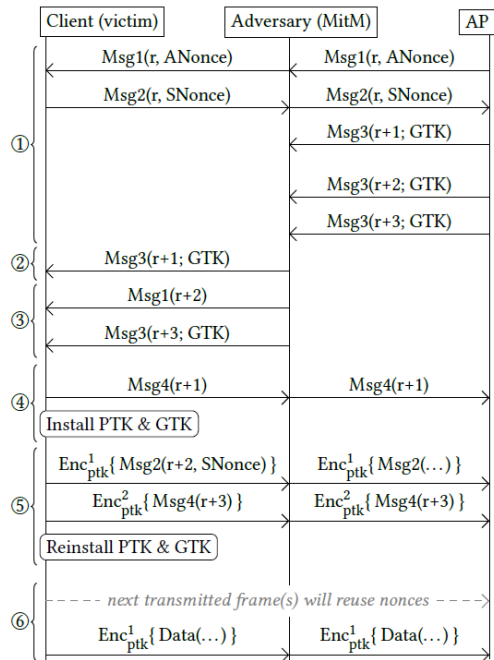 Client (victim) Adversary (MitM) AP
Msg1(r, ANonce) Msg1(r, ANonce)
Msg2(r, SNonce) Msg2(r, SNonce)
① Msg3(r+1; GTK)
Msg3(r+2; GTK)
Msg3(r+3; GTK)
② Msg3(r+1; GTK)
Msg1(r+2)
③
Msg3(r+3; GTK)
Msg4(r+1) Msg4(r+1)
④
Install PTK & GTK
Enc¹ptk{ Msg2(r+2, SNonce) } Enc¹ptk{ Msg2(...) }
⑤ Enc²ptk{ Msg4(r+3) } Enc²ptk{ Msg4(r+3) }
Reinstall PTK & GTK
next transmitted frame(s) will reuse nonces
⑥
Enc¹ptk{ Data(...) } Enc¹ptk{ Data(...) }